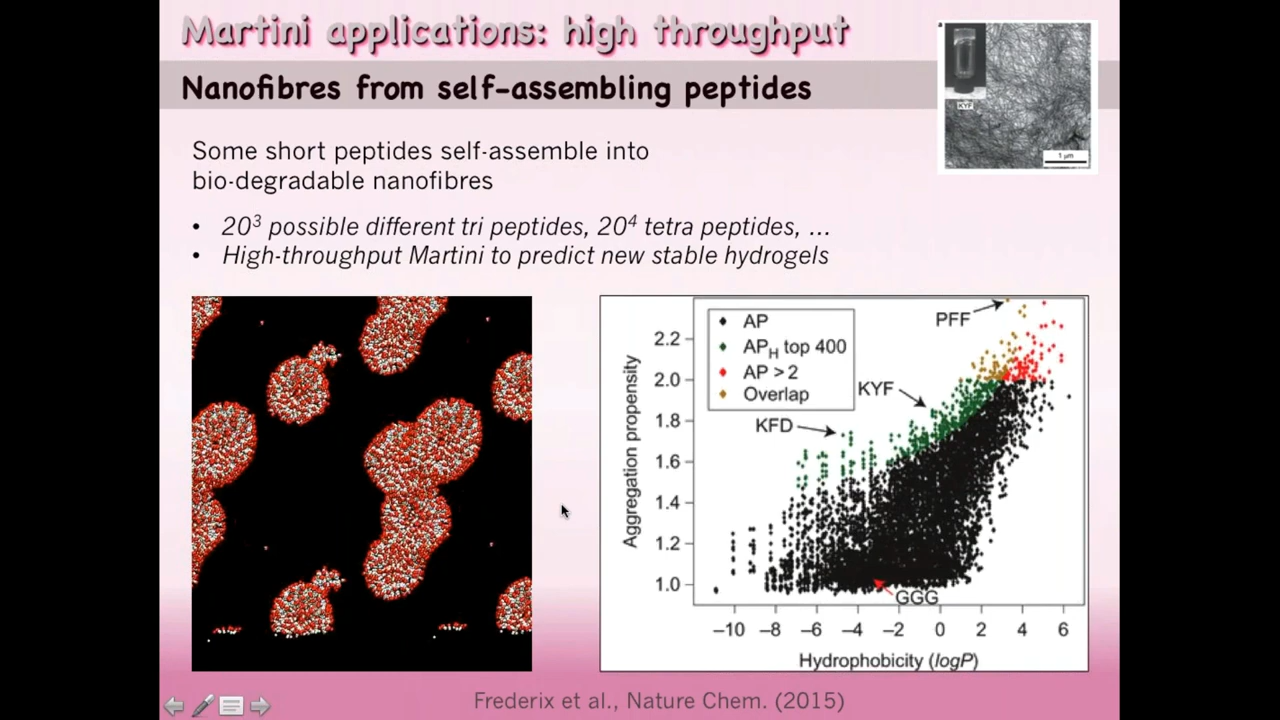 Martini applications: high throughput
Nanofibres from self-assembling peptides
a
KYF
1 µm
Some short peptides self-assemble into
bio-degradable nanofibres
• 20³ possible different tri peptides, 20⁴ tetra peptides, ...
• High-throughput Martini to predict new stable hydrogels
AP
APH top 400
AP > 2
Overlap
PFF
KYF
KFD
GGG
Aggregation propensity
2.2
2.0
1.8
1.6
1.4
1.2
1.0
–10 –8 –6 –4 –2 0 2 4 6
Hydrophobicity (logP)
Frederix et al., Nature Chem. (2015)